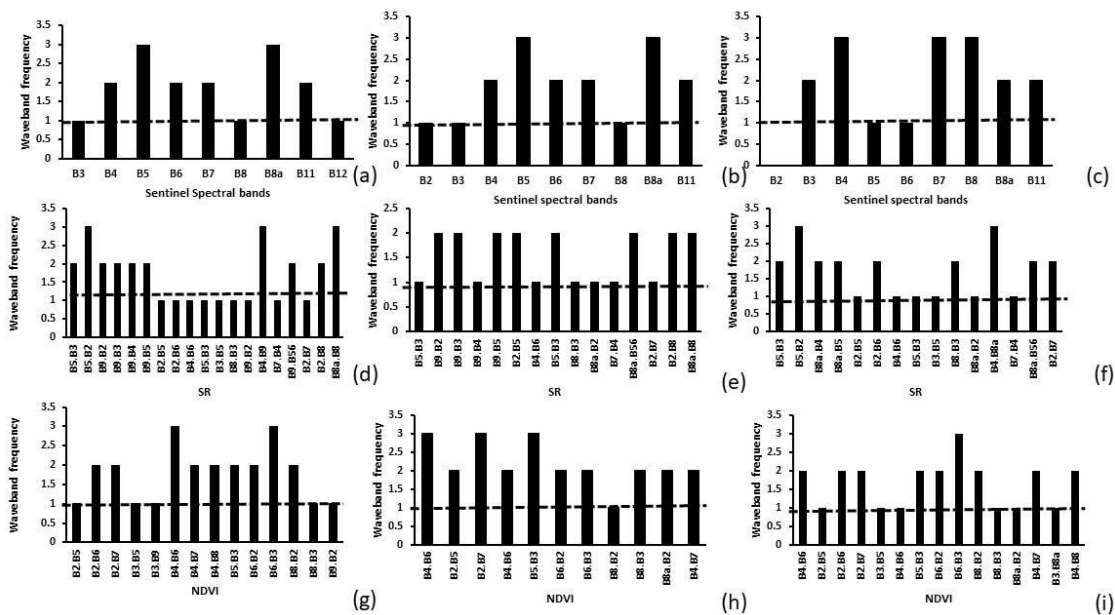 Waveband frequency
3.5
3
2.5
2
1.5
1
0.5
0
B3 B4 B5 B6 B7 B8 B8a B11 B12
Sentinel Spectral bands
(a)
Waveband frequency
3.5
3
2.5
2
1.5
1
0.5
0
B2 B3 B4 B5 B6 B7 B8 B8a B11
Sentinel spectral bands
(b)
Waveband frequeny
3.5
3
2.5
2
1.5
1
0.5
0
B2 B3 B4 B5 B6 B7 B8 B8a B11
Sentinel spectral bands
(c)
Waveband frequency
3.5
3
2.5
2
1.5
1
0.5
0
B5.B3 B5.B2 B9.B2 B9.B3 B9.B4 B9.B5 B2.B5 B2.B6 B4.B6 B5.B3 B3.B5 B8.B3 B9.B2 B4.B9 B7.B4 B9.B56 B2.B7 B2.B8 B8a.B8
SR
(d)
Waveband frequency
2.5
2
1.5
1
0.5
0
B5.B3 B9.B2 B9.B3 B9.B4 B9.B5 B2.B5 B4.B6 B5.B3 B8.B3 B8a.B2 B7.B4 B8a.B56 B2.B7 B2.B8 B8a.B8
SR
(e)
Waveband frequency
3.5
3
2.5
2
1.5
1
0.5
0
B5.B3 B5.B2 B8a.B4 B8a.B5 B2.B5 B2.B6 B4.B6 B5.B3 B3.B5 B8.B3 B8a.B2 B4.B8a B7.B4 B8a.B56 B2.B7
SR
(f)
Waveband frequency
3.5
3
2.5
2
1.5
1
0.5
0
B2.B5 B2.B6 B2.B7 B3.B5 B3.B9 B4.B6 B4.B7 B4.B8 B5.B3 B6.B2 B6.B3 B8.B2 B8.B3 B9.B2
NDVI
(g)
Waveband frequency
3.5
3
2.5
2
1.5
1
0.5
0
B4.B6 B2.B5 B2.B7 B4.B6 B5.B3 B6.B2 B6.B3 B8.B2 B8.B3 B8a.B2 B4.B7
NDVI
(h)
Waveband frequency
3.5
3
2.5
2
1.5
1
0.5
0
B4.B6 B2.B5 B2.B6 B2.B7 B3.B5 B4.B6 B5.B3 B6.B2 B6.B3 B8.B2 B8.B3 B8a.B2 B4.B7 B3.B8a B4.B8
NDVI
(i)